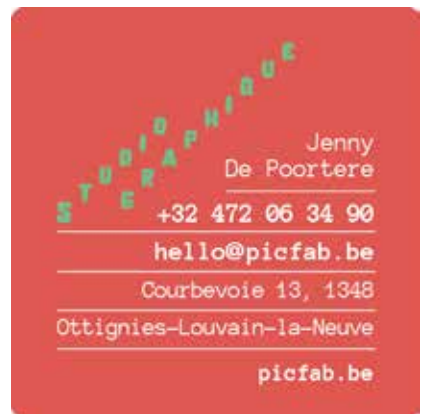 STUDIO
GRAPHIQUE
Jenny
De Poortere
+32 472 06 34 90
hello@picfab.be
Courbevoie 13, 1348
Ottignies-Louvain-la-Neuve
picfab.be